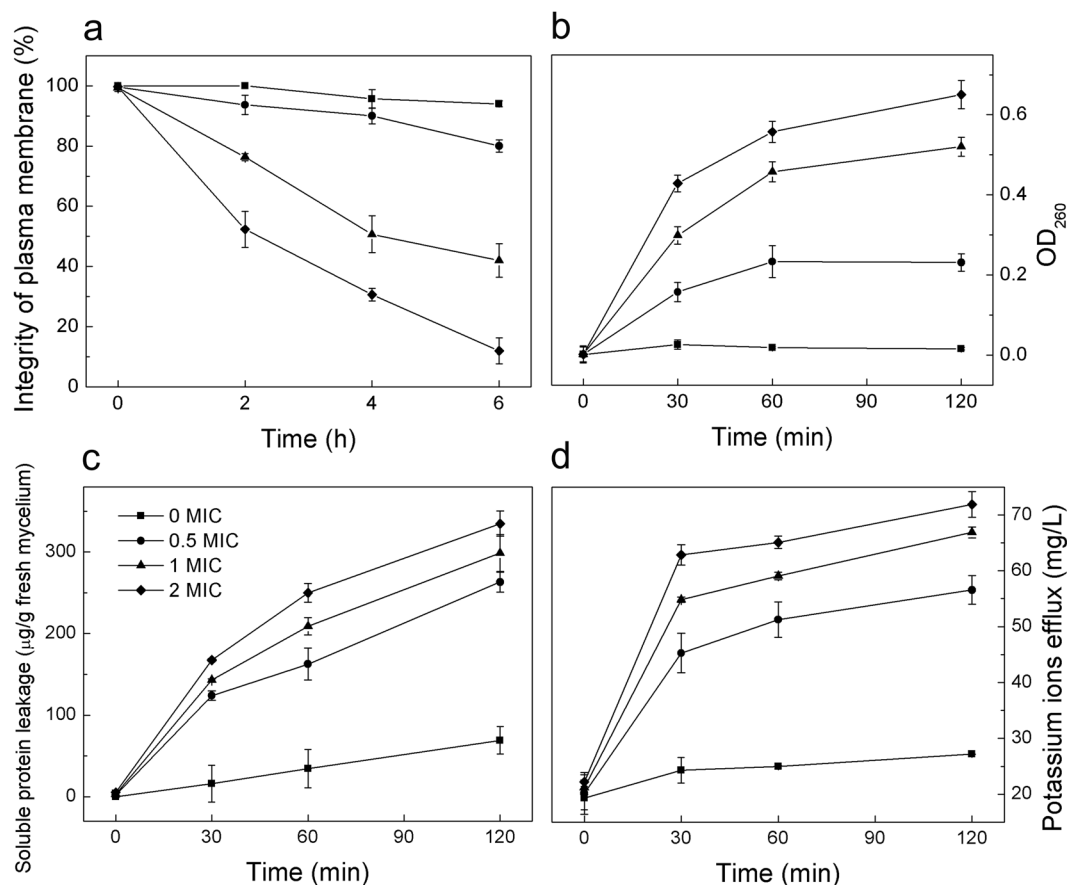 a
Integrity of plasma membrane (%)
100
80
60
40
20
0
0 2 4 6
Time (h)
b
0.6
0.4
0.2
0.0
OD260
0 30 60 90 120
Time (min)
c
Soluble protein leakage (μg/g fresh mycelium)
0 MIC
0.5 MIC
1 MIC
2 MIC
300
200
100
0
0 30 60 90 120
Time (min)
d
70
60
50
40
30
20
Potassium ions efflux (mg/L)
0 30 60 90 120
Time (min)